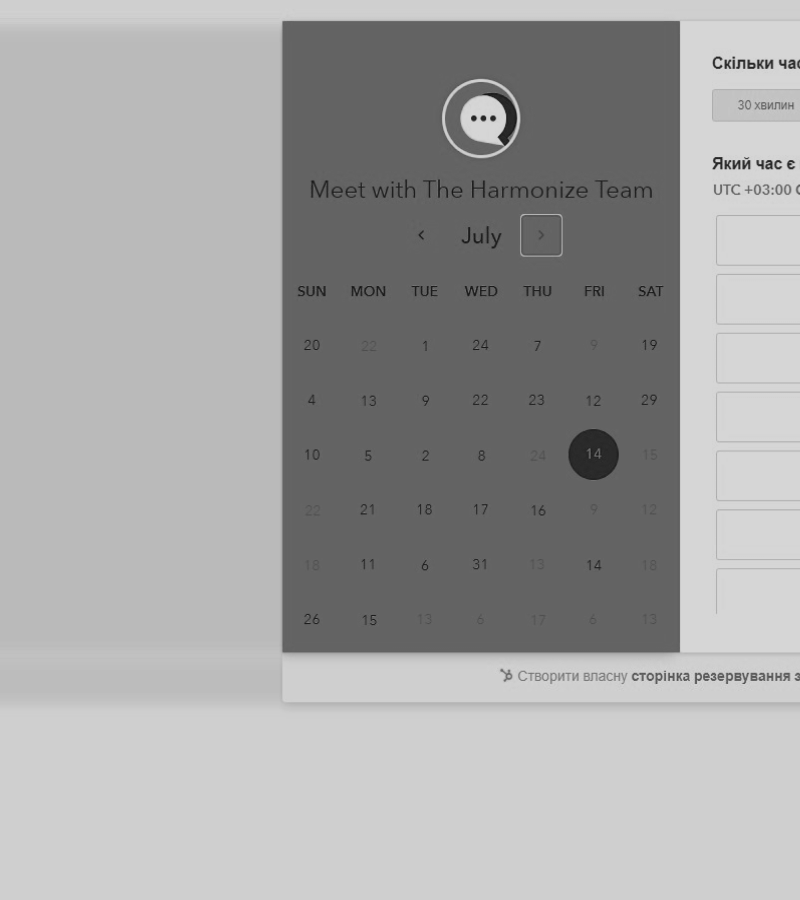 Скільки час
30 хвилин
Який час є
UTC +03:00
Meet with The Harmonize Team
July
SUN MON TUE WED THU FRI SAT
20 22 1 24 7 9 19
4 13 9 22 23 12 29
10 5 2 8 24 14 15
22 21 18 17 16 9 12
18 11 6 31 13 14 18
26 15 13 6 17 6 13
Створити власну сторінка резервування з